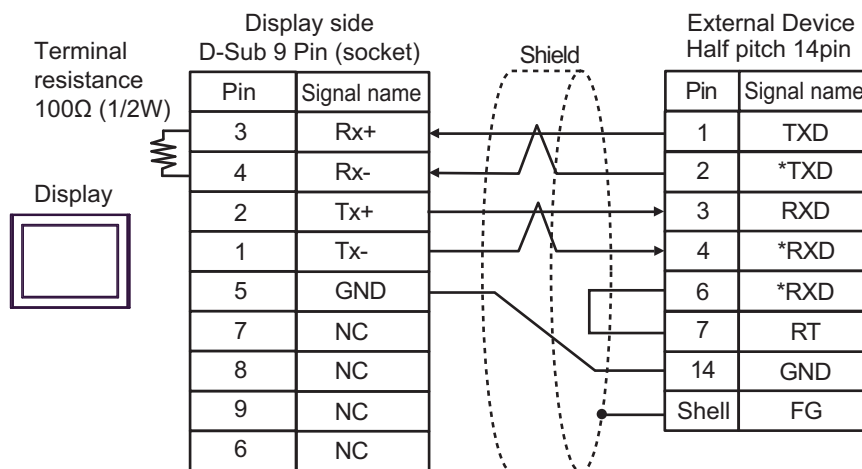 Display side
D-Sub 9 Pin (socket)
External Device
Half pitch 14pin
Terminal
resistance
100Ω (1/2W)
Shield
Display
Pin Signal name
3 Rx+
4 Rx-
2 Tx+
1 Tx-
5 GND
7 NC
8 NC
9 NC
6 NC
Pin Signal name
1 TXD
2 *TXD
3 RXD
4 *RXD
6 *RXD
7 RT
14 GND
Shell FG